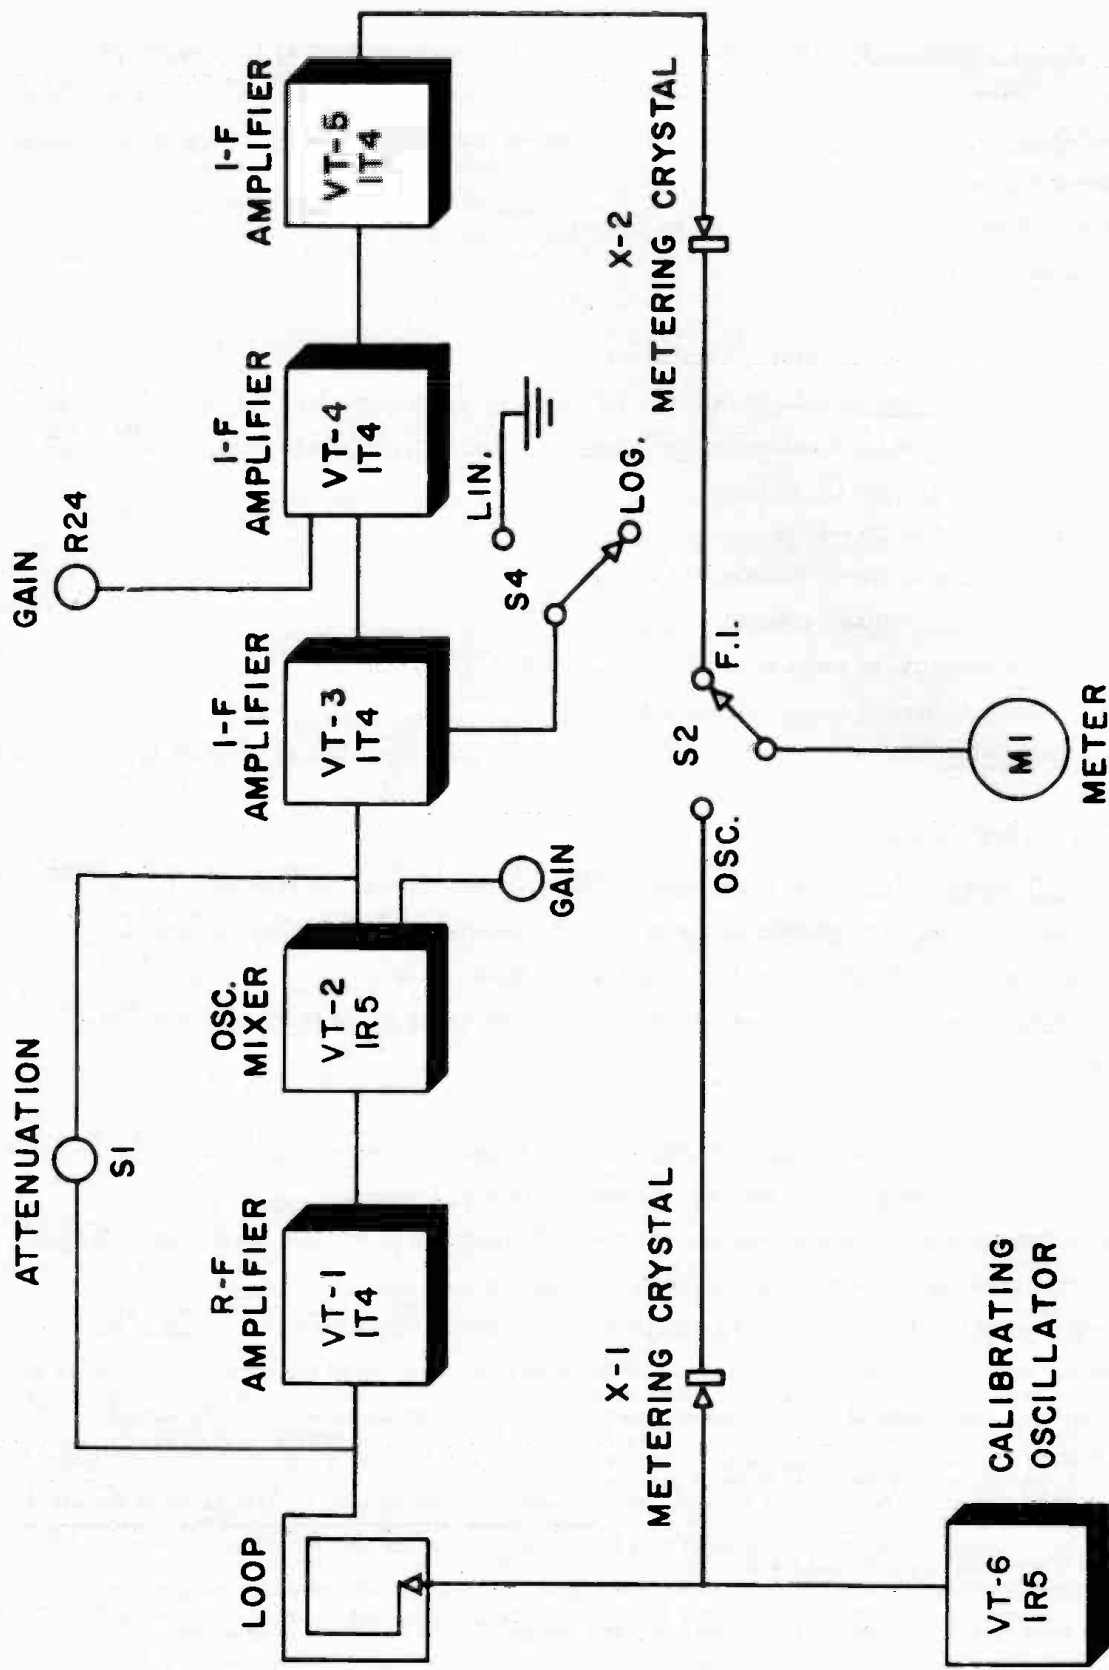 ATTENUATION
S1
GAIN
R24
LOOP
R-F
AMPLIFIER
VT-1
1T4
OSC.
MIXER
VT-2
1R5
I-F
AMPLIFIER
VT-3
1T4
I-F
AMPLIFIER
VT-4
1T4
I-F
AMPLIFIER
VT-5
1T4
GAIN
S4
LIN.
LOG.
X-1
METERING CRYSTAL
OSC.
S2
F.I.
X-2
METERING CRYSTAL
VT-6
1R5
CALIBRATING
OSCILLATOR
M1
METER